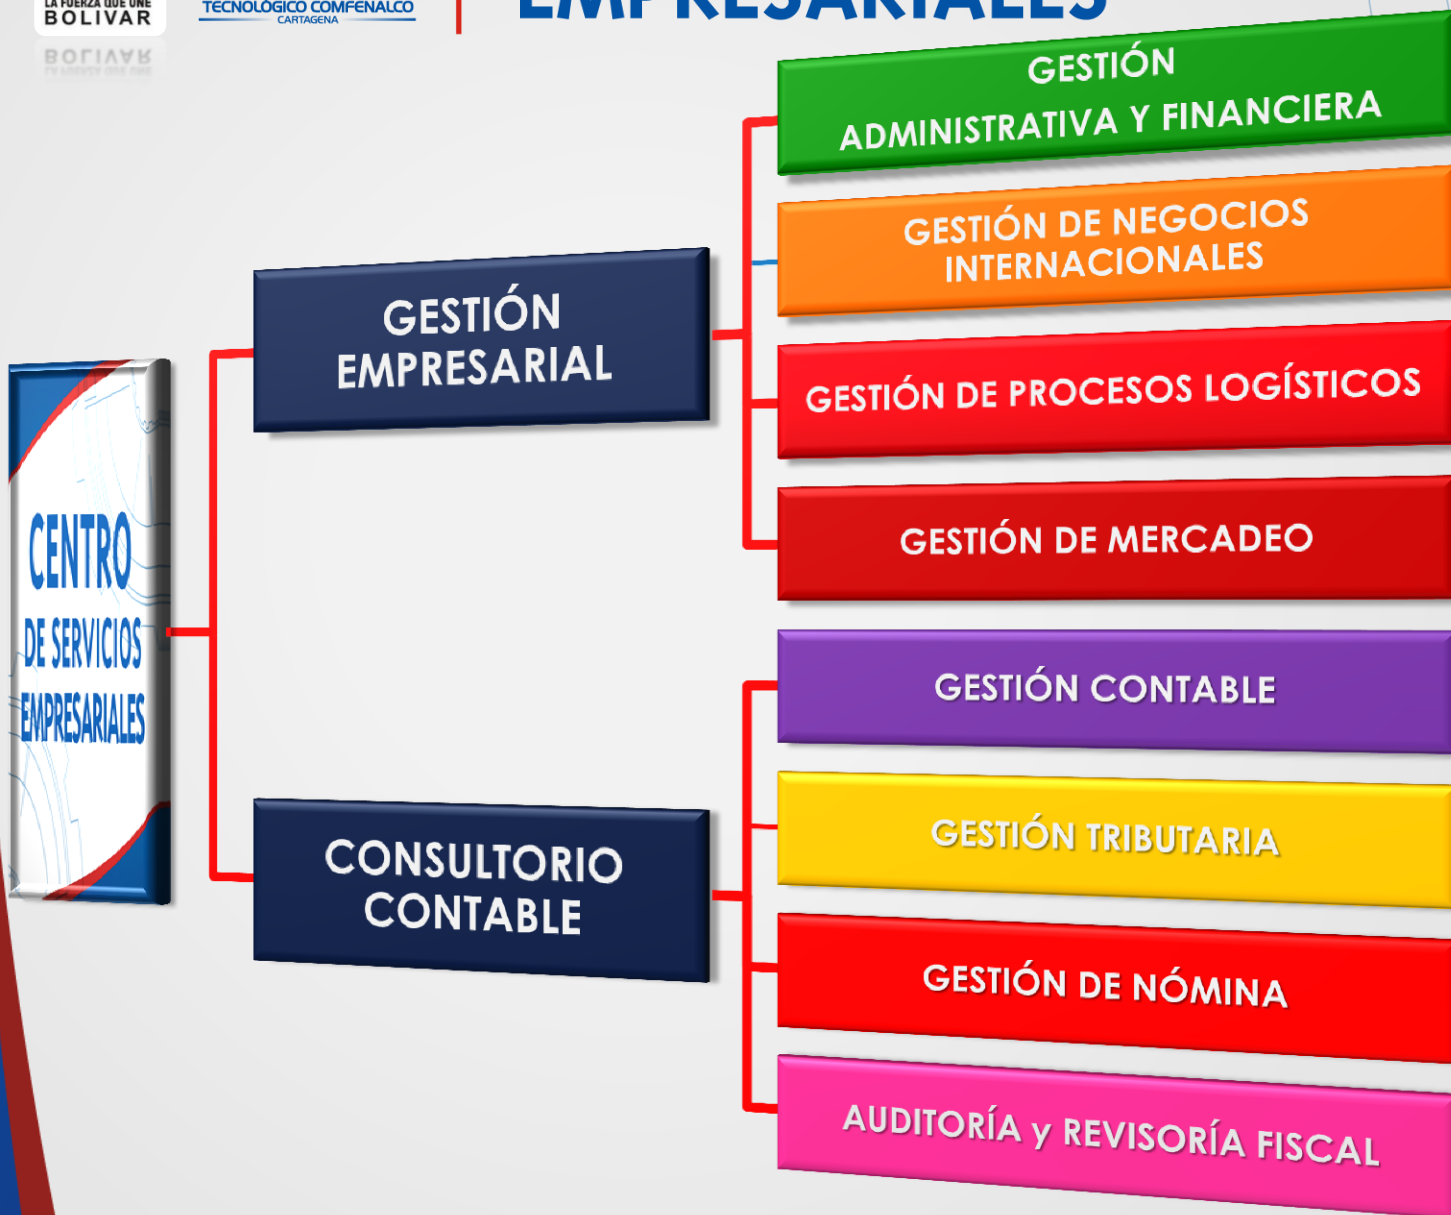 LA FUERZA QUE UNE
BOLIVAR
TECNOLÓGICO COMFENALCO
CARTAGENA
EMPRESARIALES
CENTRO
DE SERVICIOS
EMPRESARIALES
GESTIÓN
EMPRESARIAL
GESTIÓN
ADMINISTRATIVA Y FINANCIERA
GESTIÓN DE NEGOCIOS
INTERNACIONALES
GESTIÓN DE PROCESOS LOGÍSTICOS
GESTIÓN DE MERCADEO
CONSULTORIO
CONTABLE
GESTIÓN CONTABLE
GESTIÓN TRIBUTARIA
GESTIÓN DE NÓMINA
AUDITORÍA y REVISORÍA FISCAL